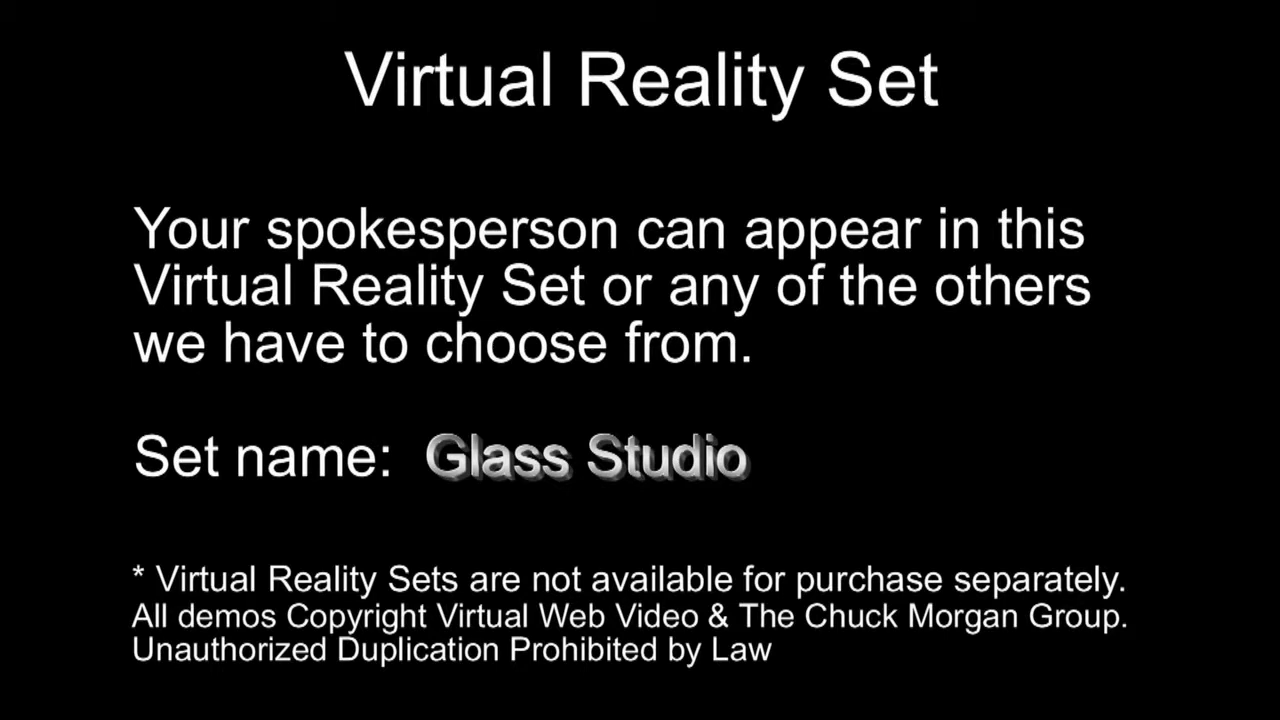 Virtual Reality Set
Your spokesperson can appear in this
Virtual Reality Set or any of the others
we have to choose from.
Set name: Glass Studio
* Virtual Reality Sets are not available for purchase separately.
All demos Copyright Virtual Web Video & The Chuck Morgan Group.
Unauthorized Duplication Prohibited by Law